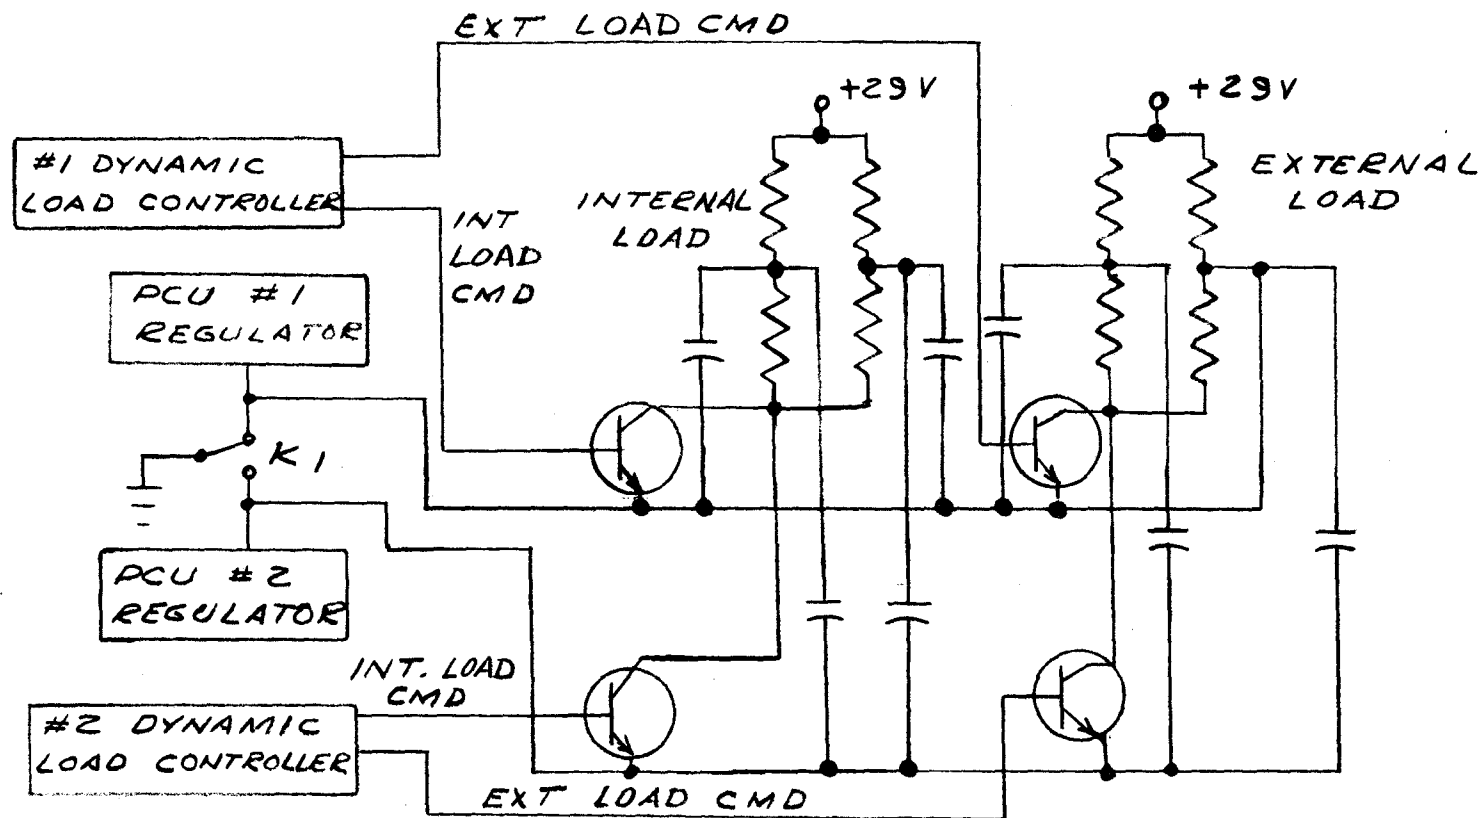 EXT LOAD CMD
+29V
+29V
#1 DYNAMIC
LOAD CONTROLLER
INT
LOAD
CMD
INTERNAL
LOAD
EXTERNAL
LOAD
PCU #1
REGULATOR
K1
PCU #2
REGULATOR
INT. LOAD
CMD
#2 DYNAMIC
LOAD CONTROLLER
EXT LOAD CMD